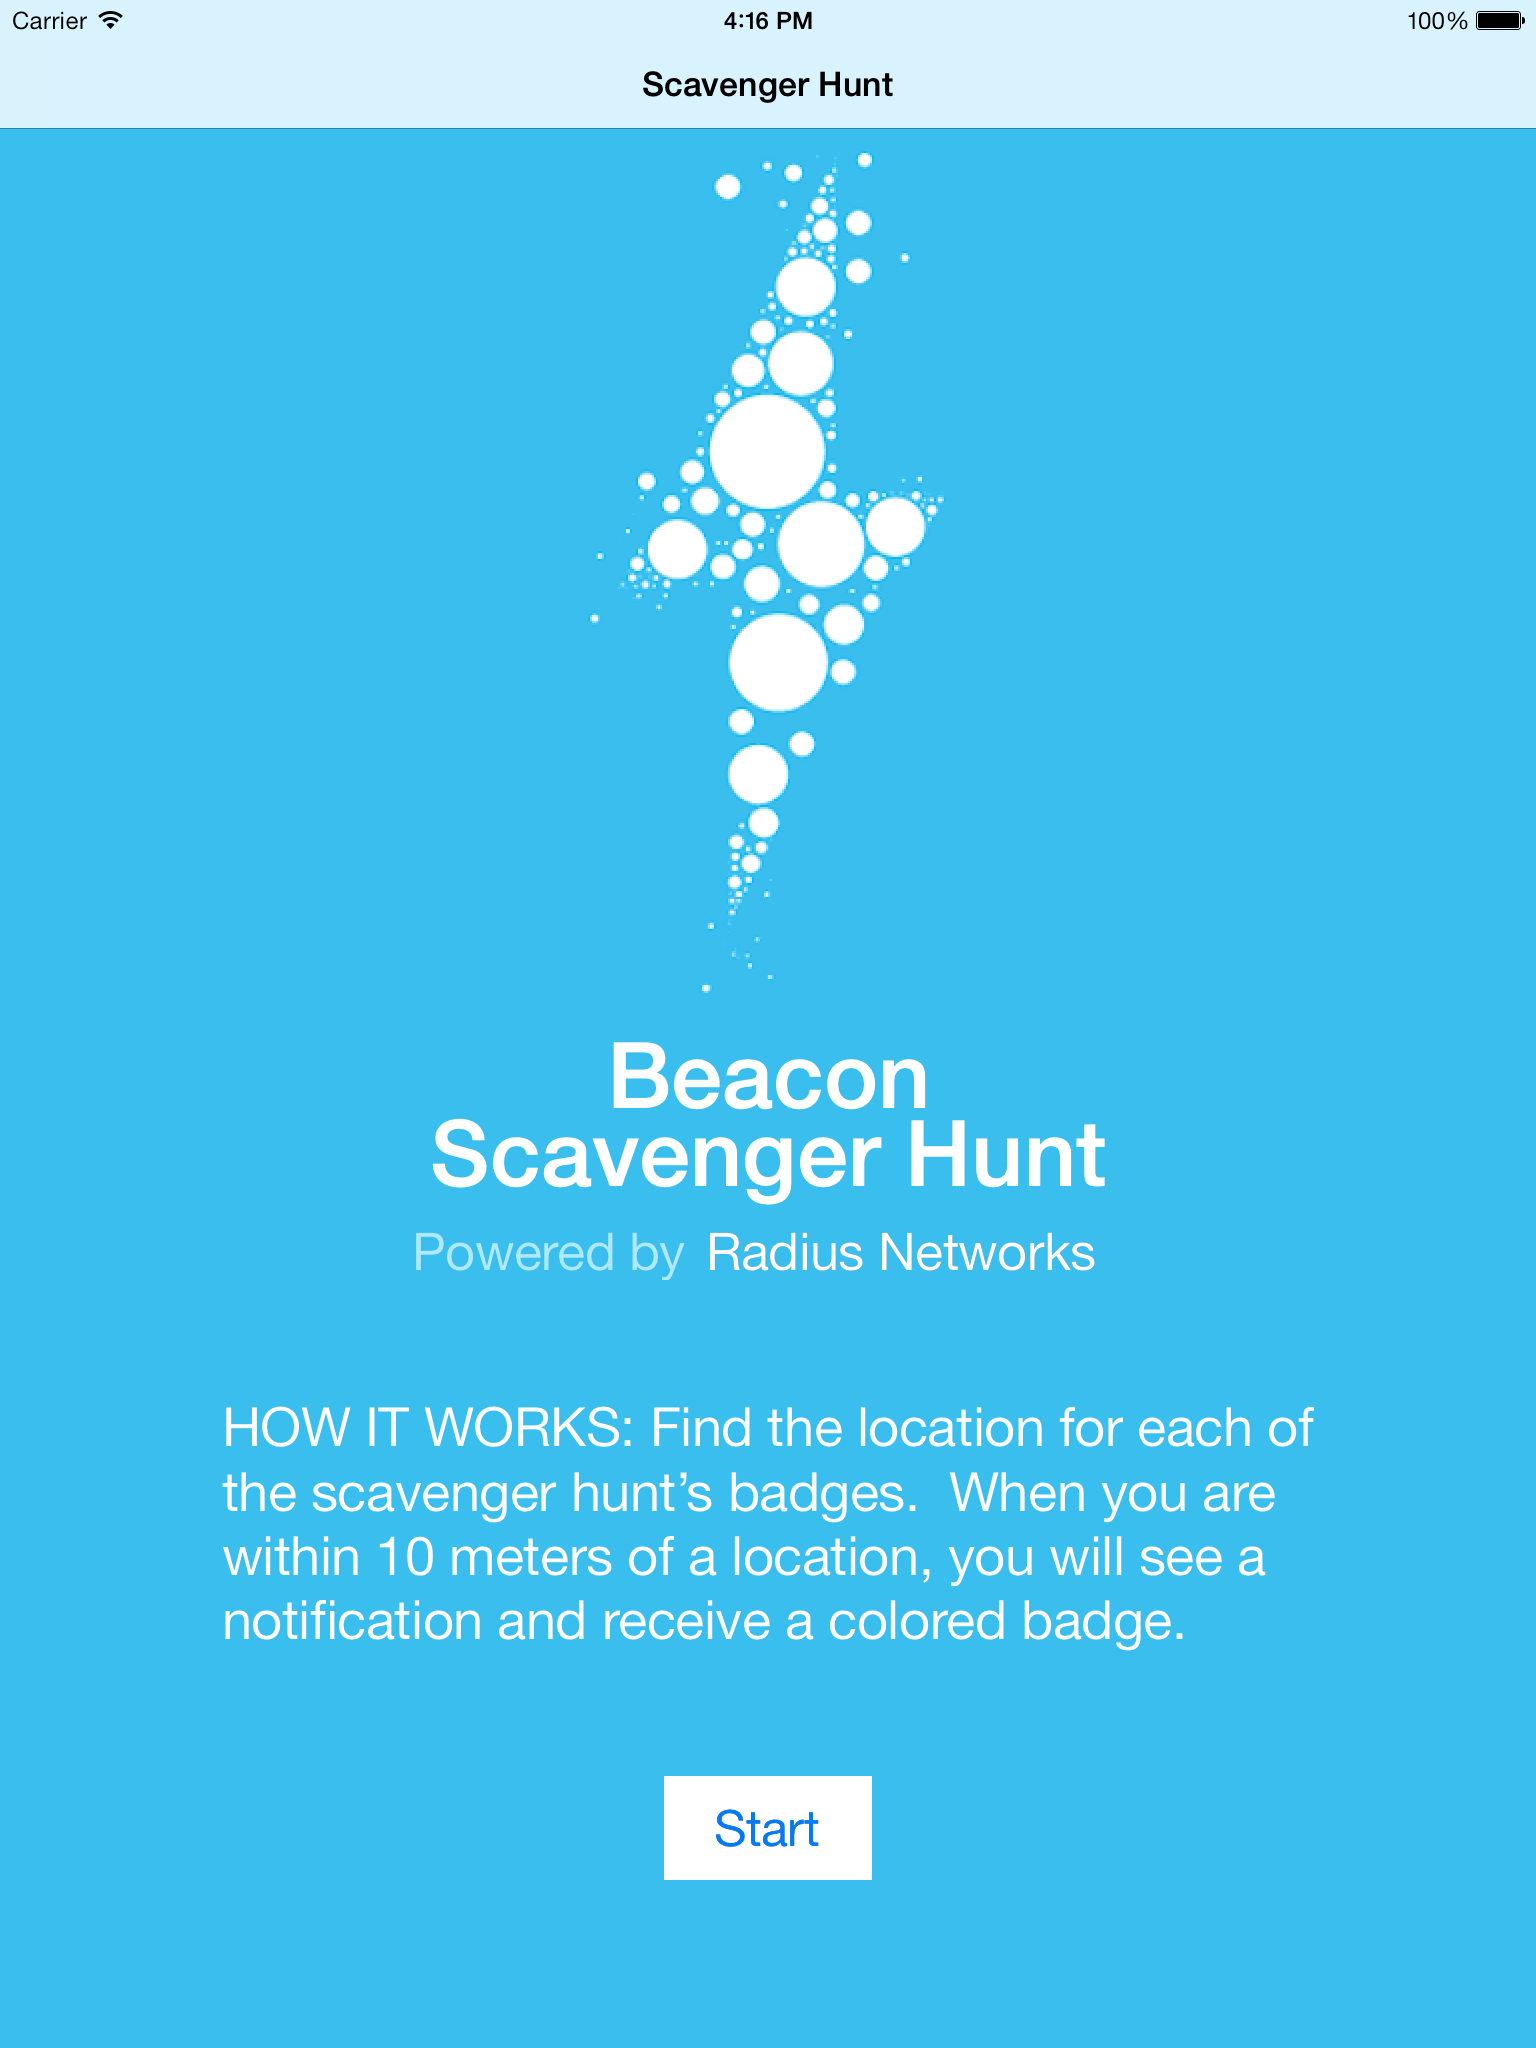 Carrier 4:16 PM 100%
Scavenger Hunt
Beacon
Scavenger Hunt
Powered by Radius Networks
HOW IT WORKS: Find the location for each of
the scavenger hunt’s badges.  When you are
within 10 meters of a location, you will see a
notification and receive a colored badge.
Start